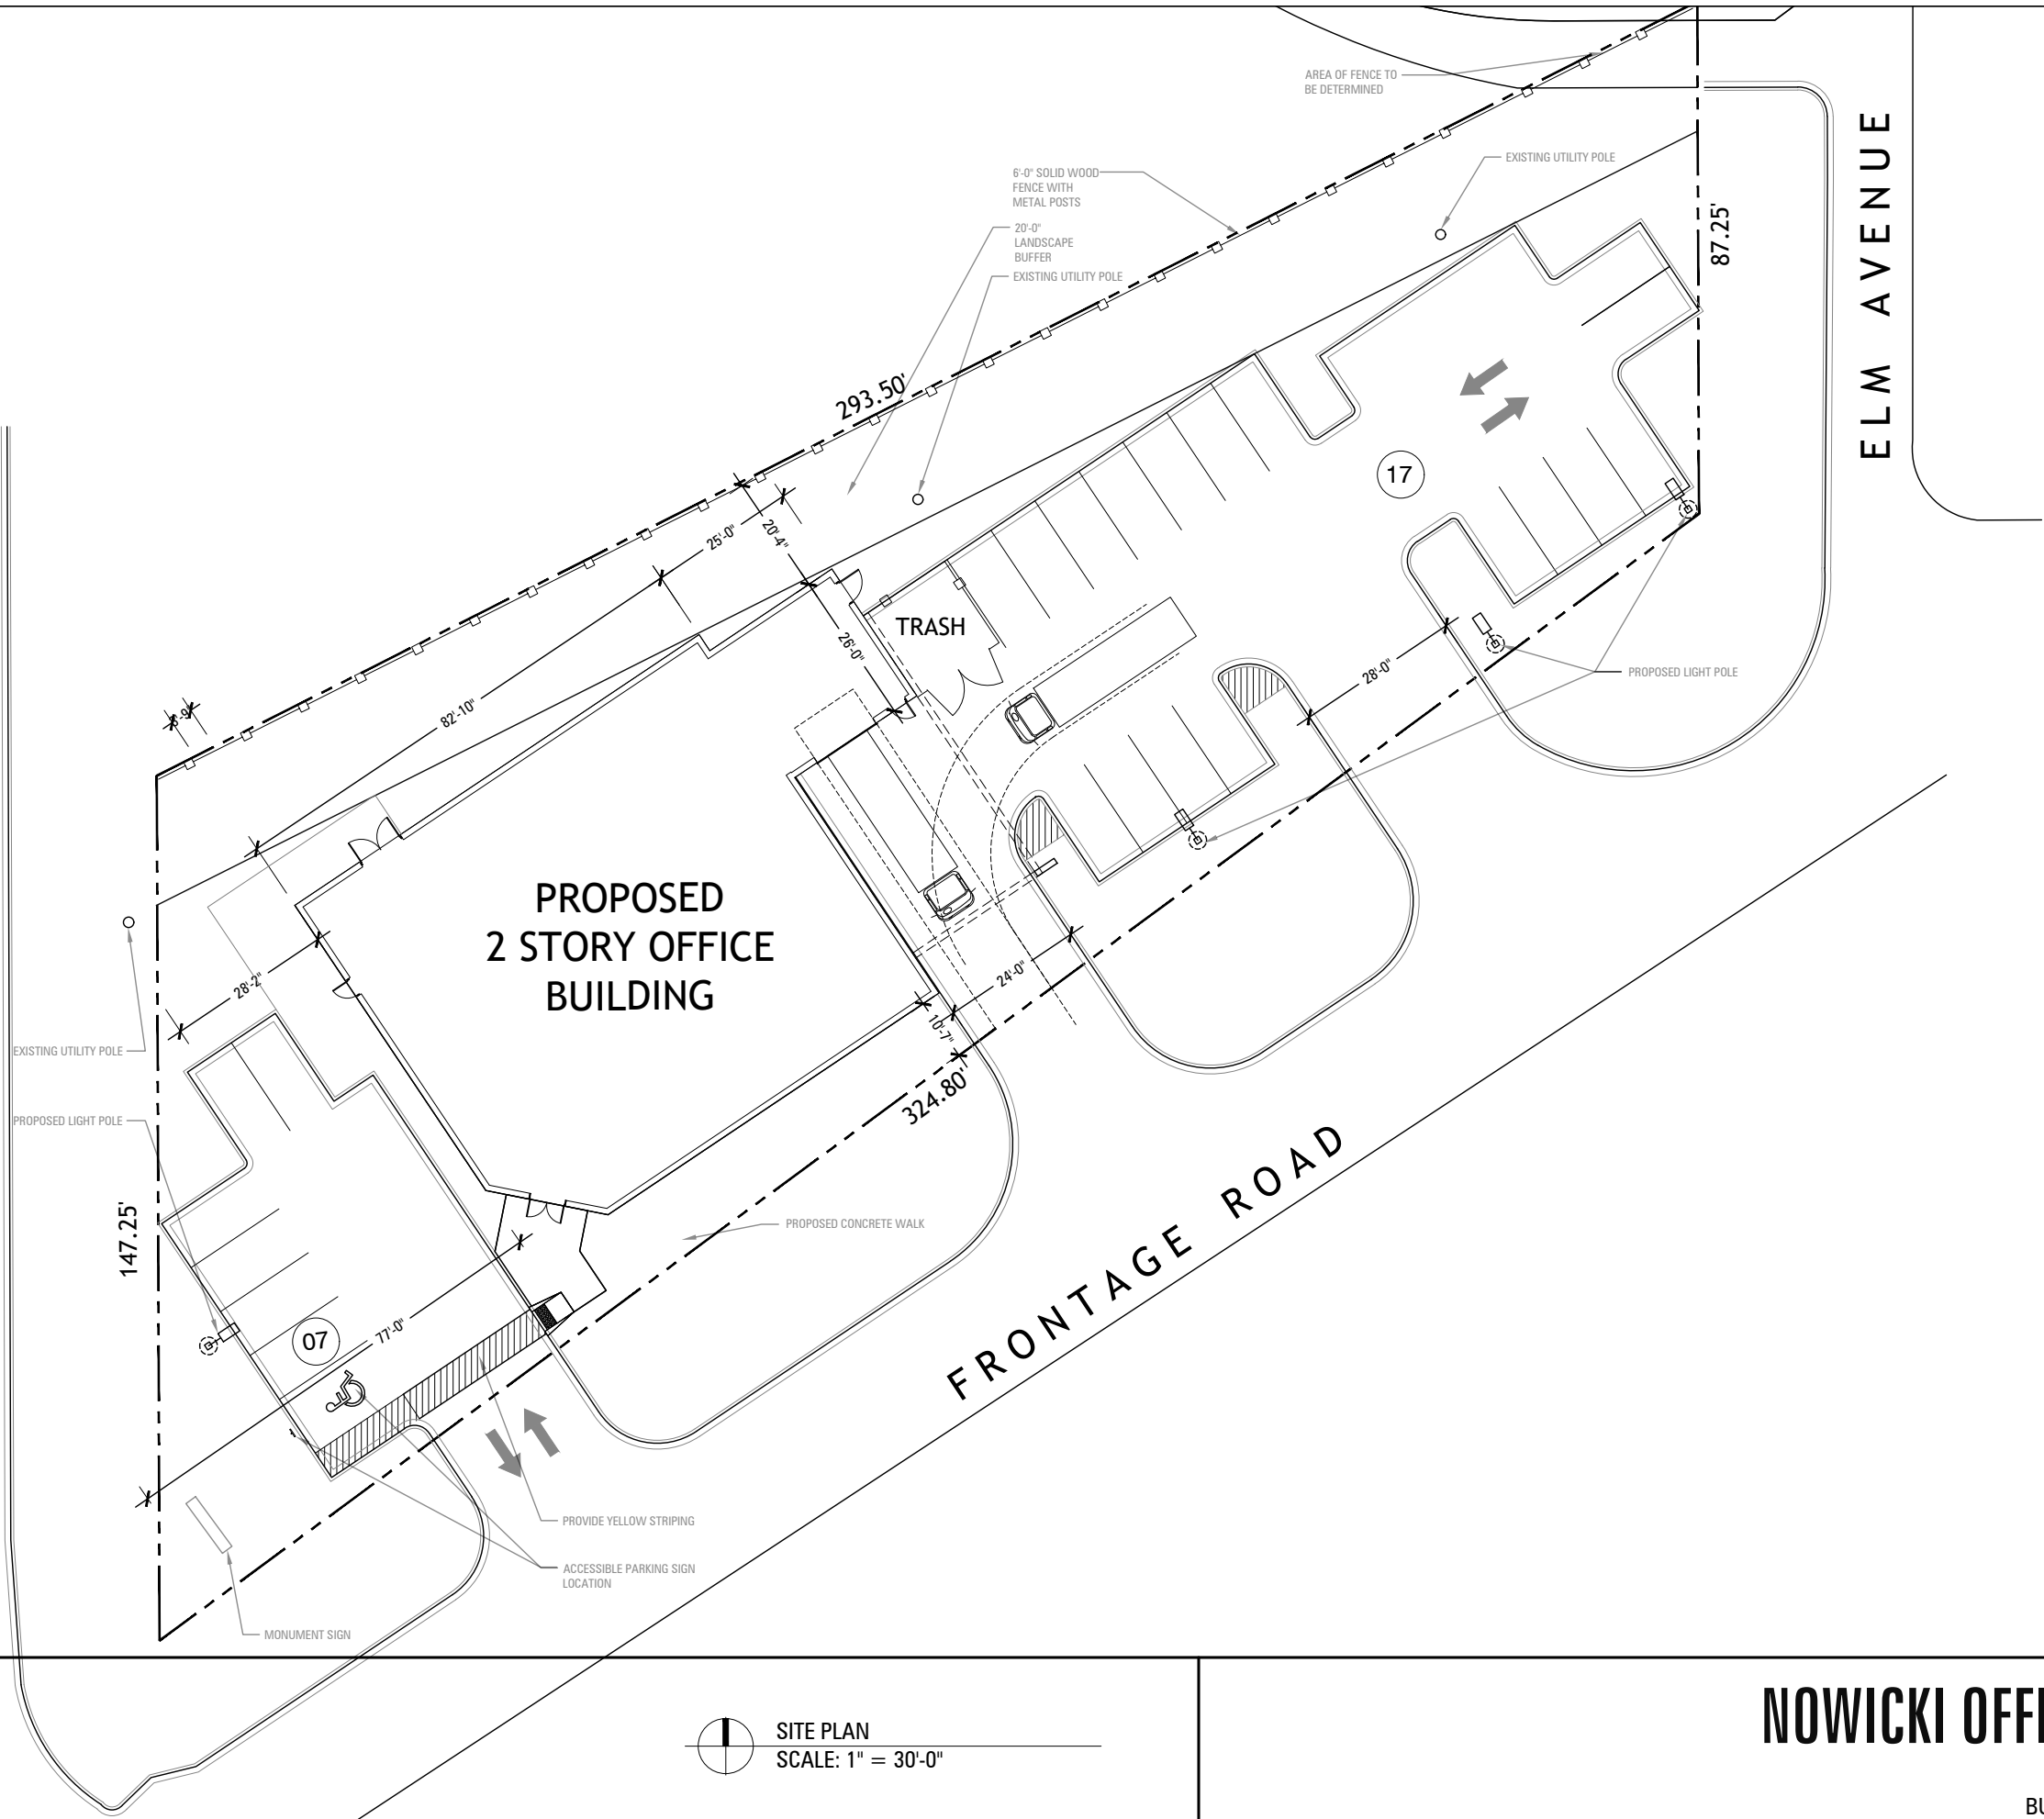 AREA OF FENCE TO
BE DETERMINED
ELM AVENUE
EXISTING UTILITY POLE
6'-0" SOLID WOOD
FENCE WITH
METAL POSTS
20'-0"
LANDSCAPE
BUFFER
EXISTING UTILITY POLE
87.25'
293.50'
17
25'-0"
20'-4"
TRASH
26'-0"
28'-0"
PROPOSED LIGHT POLE
82'-10"
PROPOSED
2 STORY OFFICE
BUILDING
28'-2"
24'-0"
10'-7"
EXISTING UTILITY POLE
324.80'
PROPOSED LIGHT POLE
FRONTAGE ROAD
147.25'
PROPOSED CONCRETE WALK
77'-0"
07
PROVIDE YELLOW STRIPING
ACCESSIBLE PARKING SIGN
LOCATION
MONUMENT SIGN
SITE PLAN
SCALE: 1" = 30'-0"
NOWICKI OFFI
BU